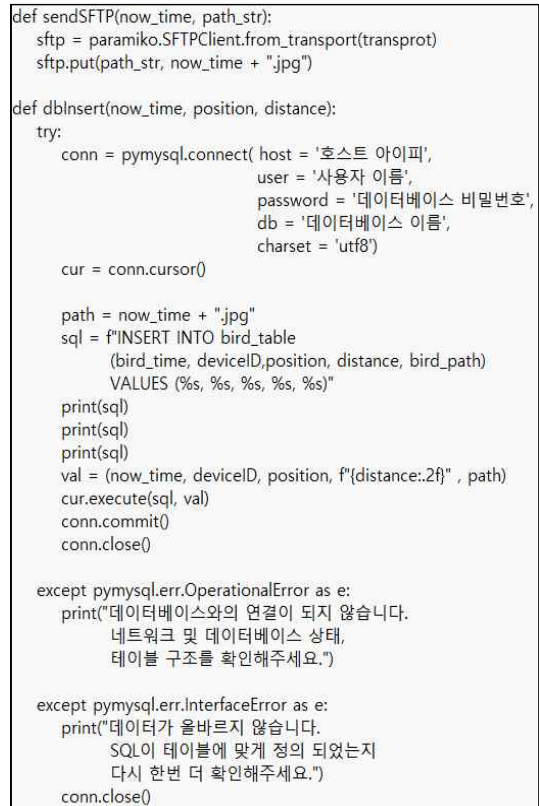 def sendSFTP(now_time, path_str):
sftp = paramiko.SFTPClient.from_transport(transprot)
sftp.put(path_str, now_time + ".jpg")
def dbInsert(now_time, position, distance):
try:
conn = pymysql.connect( host = '호스트 아이피',
user = '사용자 이름',
password = '데이터베이스 비밀번호',
db = '데이터베이스 이름',
charset = 'utf8')
cur = conn.cursor()
path = now_time + ".jpg"
sql = f"INSERT INTO bird_table
(bird_time, deviceID,position, distance, bird_path)
VALUES (%s, %s, %s, %s, %s)"
print(sql)
print(sql)
print(sql)
val = (now_time, deviceID, position, f"{distance:.2f}" , path)
cur.execute(sql, val)
conn.commit()
conn.close()
except pymysql.err.OperationalError as e:
print("데이터베이스와의 연결이 되지 않습니다.
네트워크 및 데이터베이스 상태,
테이블 구조를 확인해주세요.")
except pymysql.err.InterfaceError as e:
print("데이터가 올바르지 않습니다.
SQL이 테이블에 맞게 정의 되었는지
다시 한번 더 확인해주세요.")
conn.close()